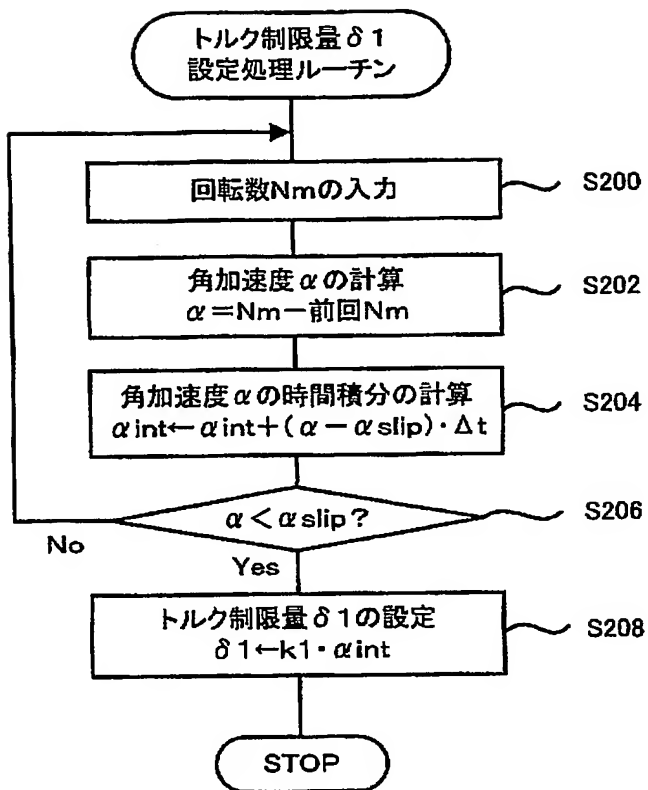 トルク制限量δ1
設定処理ルーチン
回転数Nmの入力
S200
角加速度αの計算
α=Nm－前回Nm
S202
角加速度αの時間積分の計算
αint←αint+(α－αslip)・Δt
S204
α<αslip?
S206
No
Yes
トルク制限量δ1の設定
δ1←k1・αint
S208
STOP